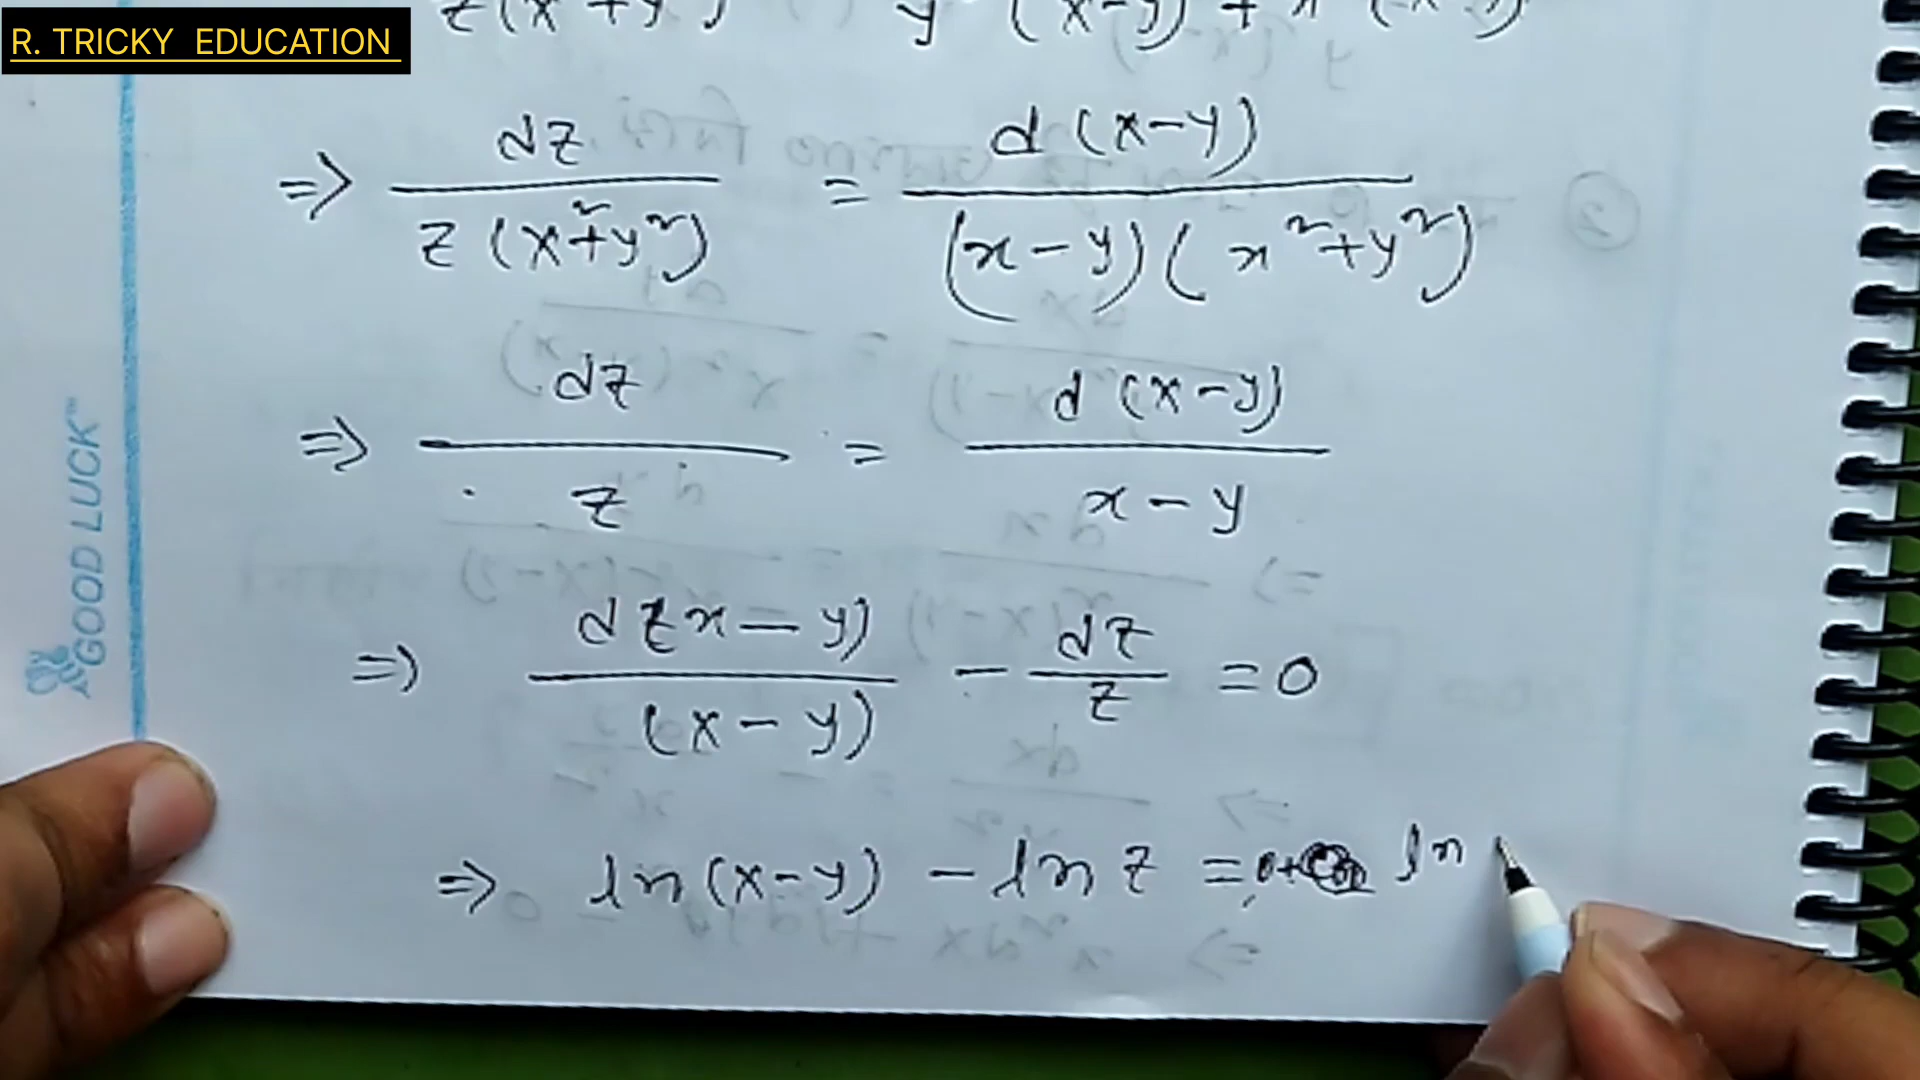 R. TRICKY EDUCATION
⇒ dz / z(x²+y²) = d(x-y) / (x-y)(x²+y²)
⇒ dz / z = d(x-y) / x-y
⇒ d(x-y) / (x-y) - dz / z = 0
⇒ ln(x-y) - ln z = ln
GOOD LUCK